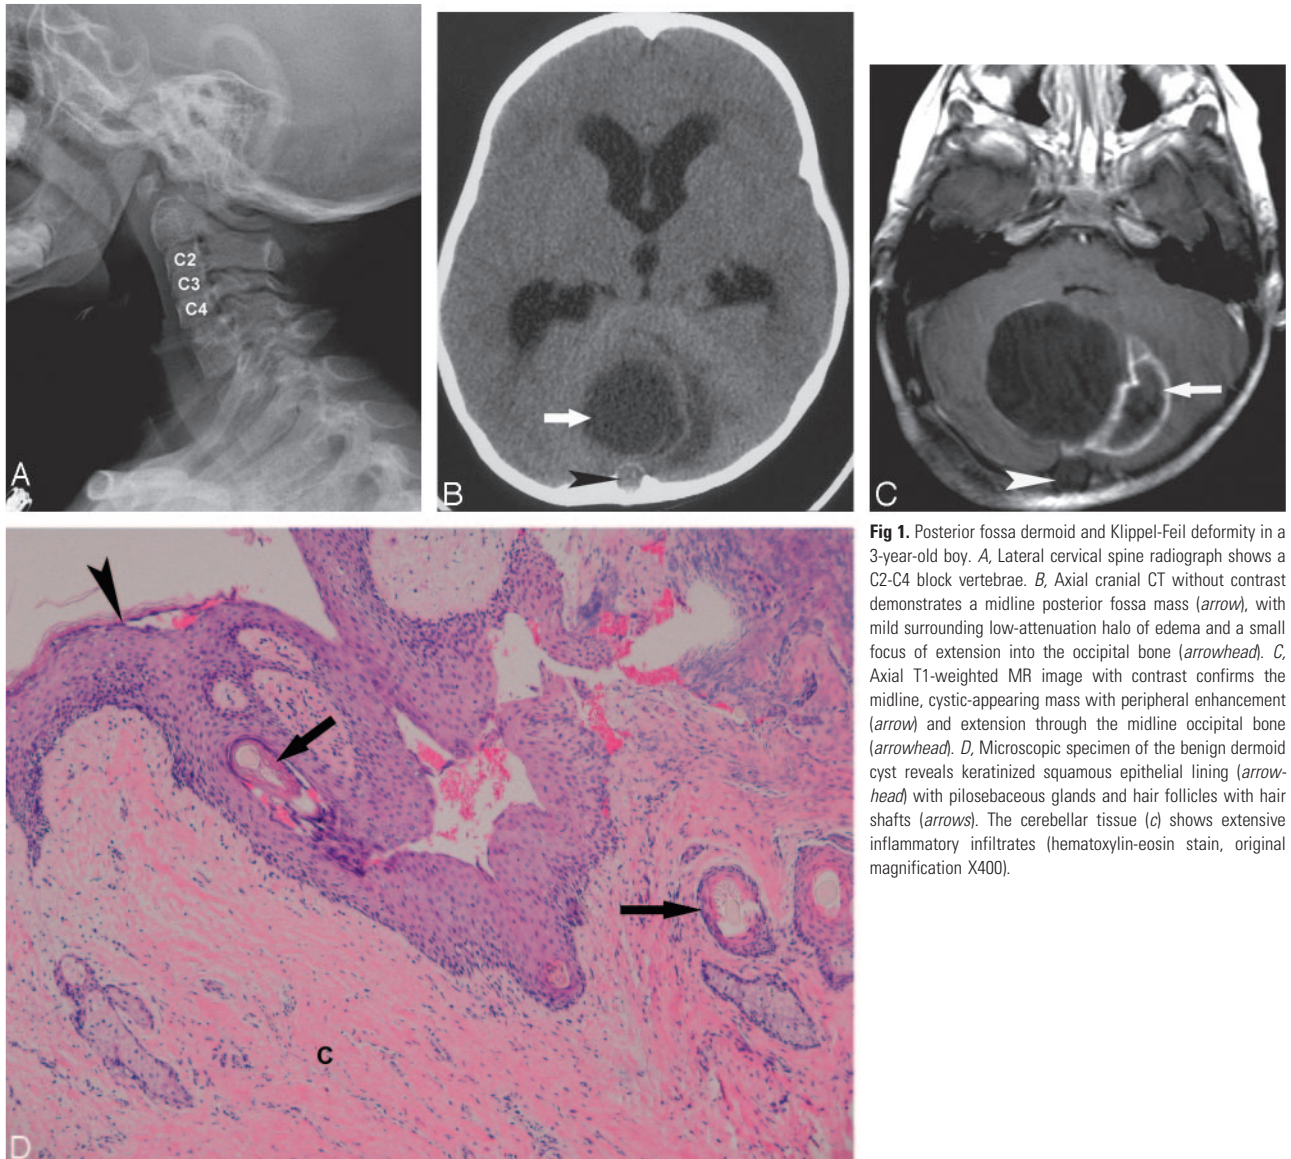 C2
C3
C4
A
B
C
Fig 1. Posterior fossa dermoid and Klippel-Feil deformity in a
3-year-old boy. A, Lateral cervical spine radiograph shows a
C2-C4 block vertebrae. B, Axial cranial CT without contrast
demonstrates a midline posterior fossa mass (arrow), with
mild surrounding low-attenuation halo of edema and a small
focus of extension into the occipital bone (arrowhead). C,
Axial T1-weighted MR image with contrast confirms the
midline, cystic-appearing mass with peripheral enhancement
(arrow) and extension through the midline occipital bone
(arrowhead). D, Microscopic specimen of the benign dermoid
cyst reveals keratinized squamous epithelial lining (arrow-
head) with pilosebaceous glands and hair follicles with hair
shafts (arrows). The cerebellar tissue (c) shows extensive
inflammatory infiltrates (hematoxylin-eosin stain, original
magnification X400).
c
D